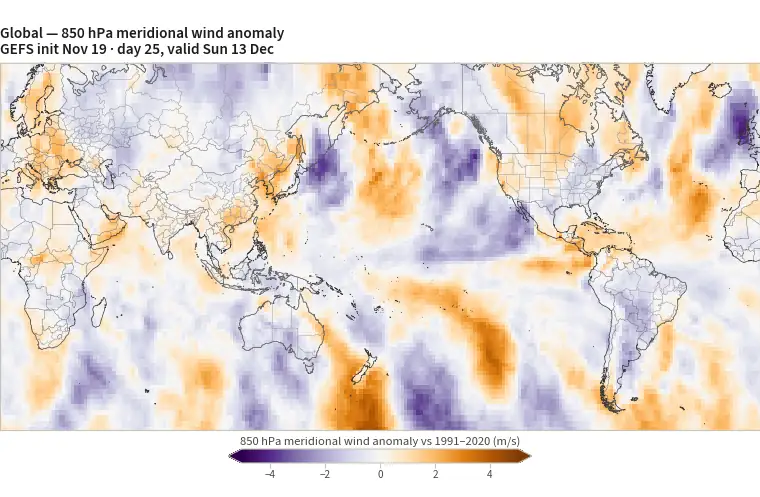 Global — 850 hPa meridional wind anomaly
GEFS init Nov 19 · day 25, valid Sun 13 Dec
850 hPa meridional wind anomaly vs 1991–2020 (m/s)
−4 −2 0 2 4